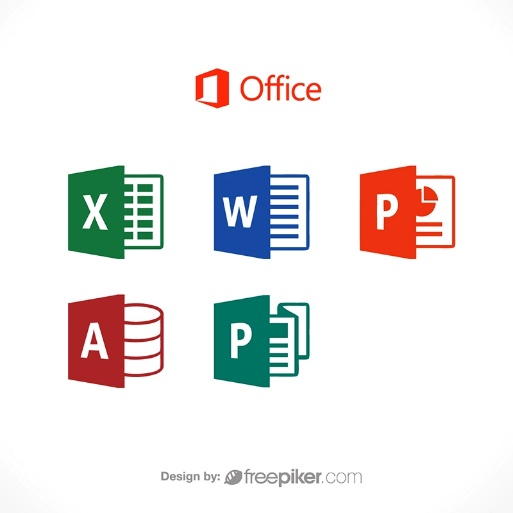 Office
X W P
A P
Design by: freepiker.com